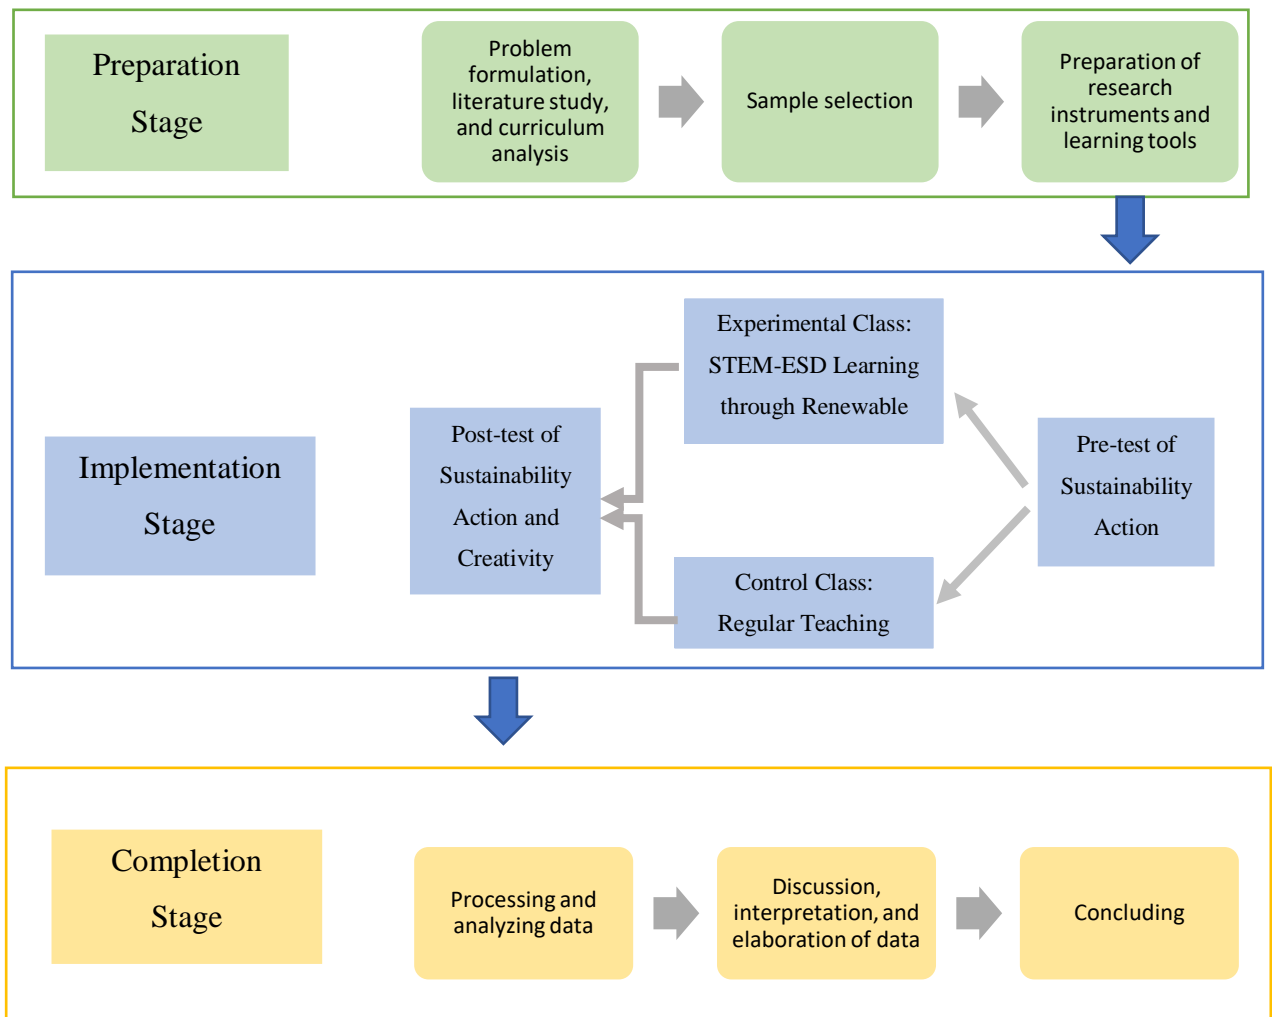 Preparation
Stage
Problem
formulation,
literature study,
and curriculum
analysis
Sample selection
Preparation of
research
instruments and
learning tools
Implementation
Stage
Post-test of
Sustainability
Action and
Creativity
Experimental Class:
STEM-ESD Learning
through Renewable
Control Class:
Regular Teaching
Pre-test of
Sustainability
Action
Completion
Stage
Processing and
analyzing data
Discussion,
interpretation, and
elaboration of data
Concluding